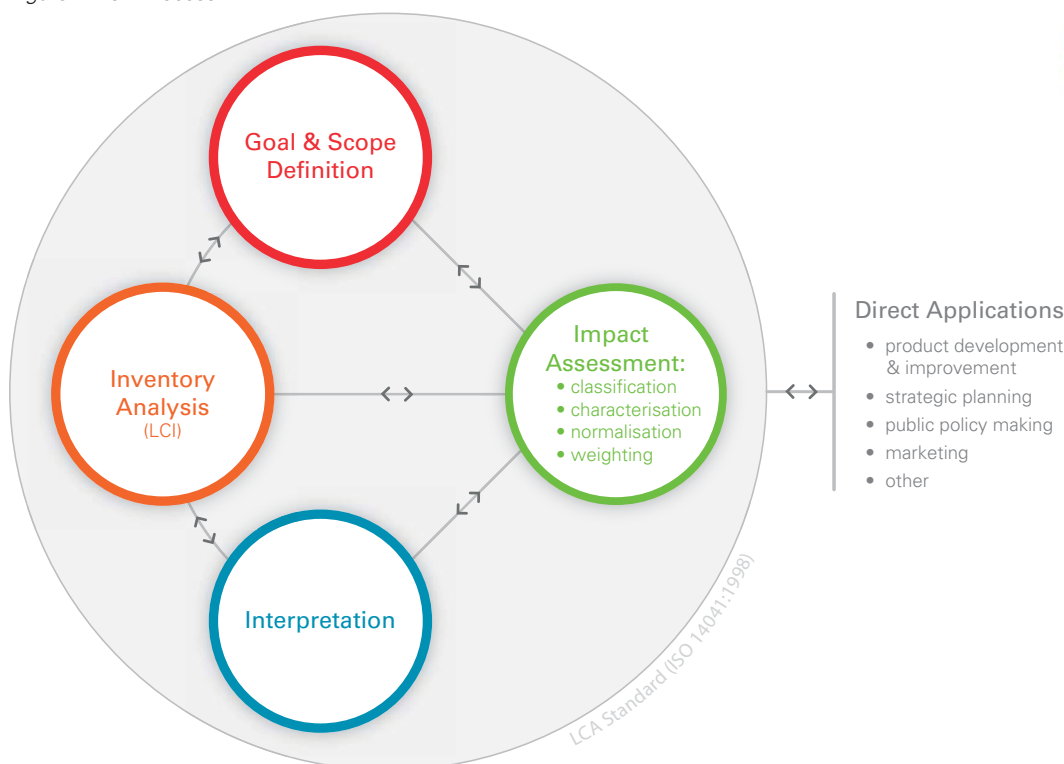 Goal & Scope
Definition
Inventory
Analysis
(LCI)
Impact
Assessment:
• classification
• characterisation
• normalisation
• weighting
Interpretation
LCA Standard (ISO 14041:1998)
Direct Applications
• product development
& improvement
• strategic planning
• public policy making
• marketing
• other